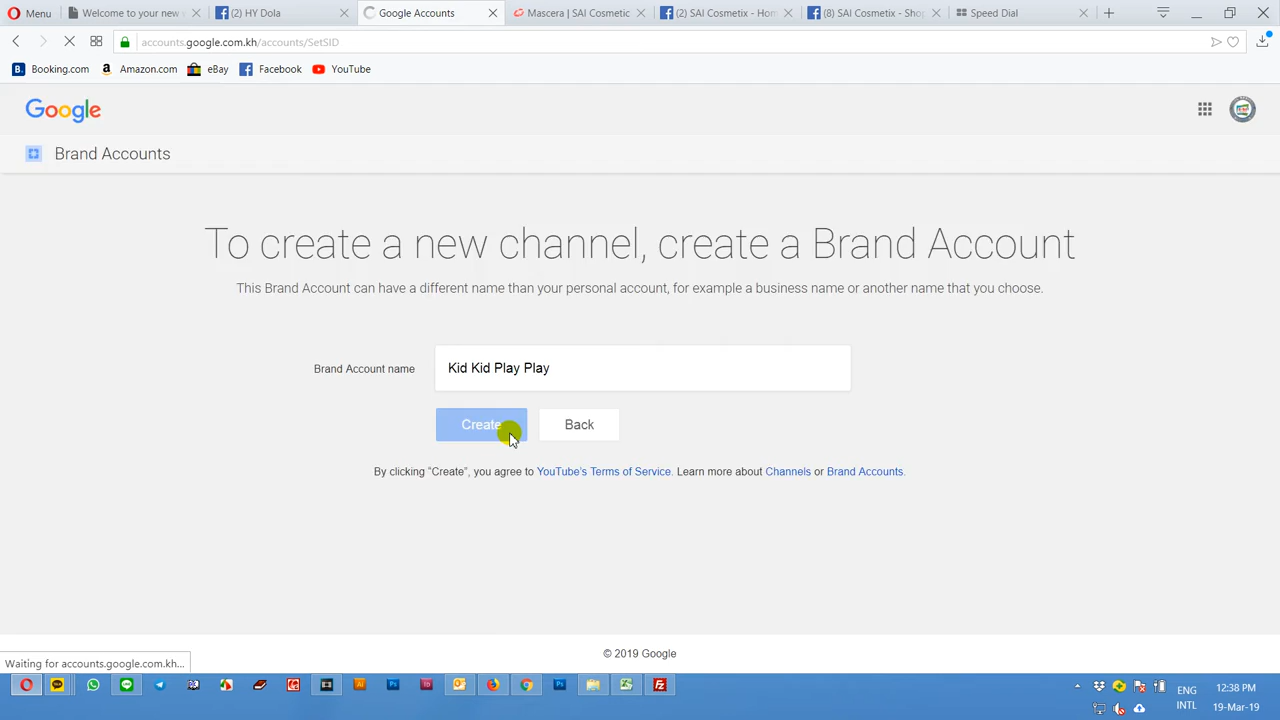 Menu
Welcome to your new
(2) HY Dola
Google Accounts
Mascera | SAI Cosmetic
(2) SAI Cosmetix - Hom
(8) SAI Cosmetix - Shop
Speed Dial
accounts.google.com.kh/accounts/SetSID
Booking.com
Amazon.com
eBay
Facebook
YouTube
Google
Brand Accounts
To create a new channel, create a Brand Account
This Brand Account can have a different name than your personal account, for example a business name or another name that you choose.
Brand Account name
Kid Kid Play Play
Create
Back
By clicking "Create", you agree to YouTube's Terms of Service. Learn more about Channels or Brand Accounts.
© 2019 Google
Waiting for accounts.google.com.kh...
ENG
INTL
12:38 PM
19-Mar-19